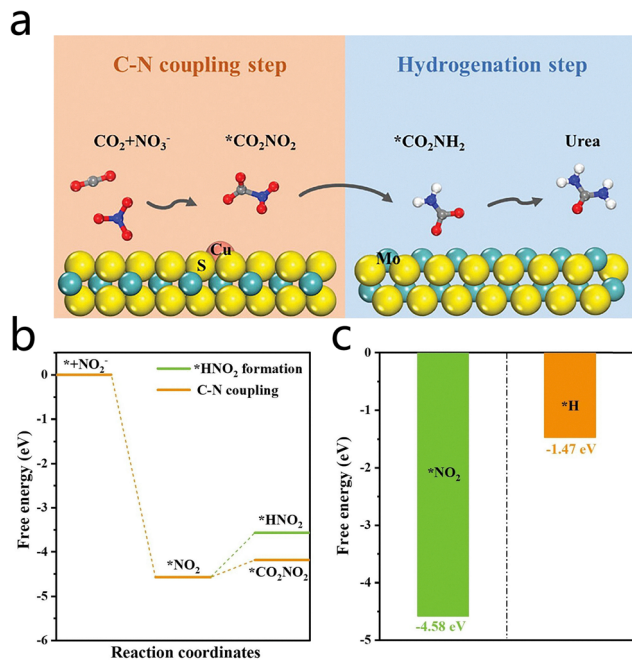 a
C-N coupling step
Hydrogenation step
CO₂+NO₃⁻
*CO₂NO₂
*CO₂NH₂
Urea
Cu
S
Mo
b
*+NO₂⁻
*HNO₂ formation
C-N coupling
0
-1
-2
-3
-4
-5
-6
Free energy (eV)
*HNO₂
*NO₂
*CO₂NO₂
Reaction coordinates
c
0
-1
-2
-3
-4
-5
Free energy (eV)
*H
-1.47 eV
*NO₂
-4.58 eV